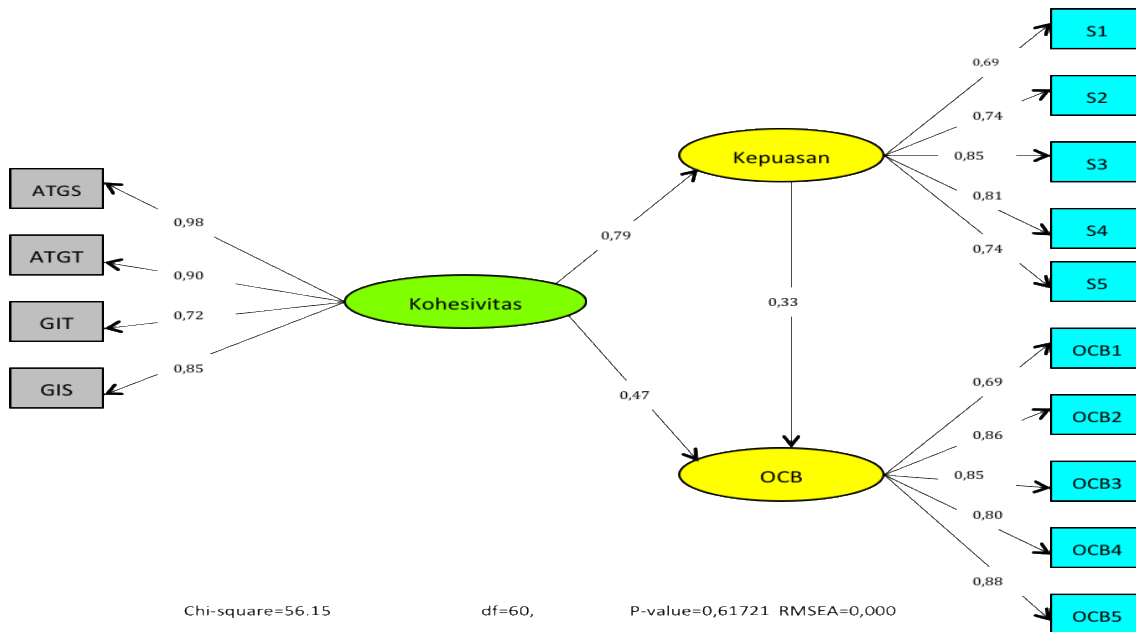 S1
0,69
S2
0,74
Kepuasan
0,85
S3
ATGS
0,81
0,98
S4
0,79
0,74
ATGT
0,90
S5
Kohesivitas
0,33
GIT
0,72
OCB1
0,85
0,69
GIS
0,47
OCB2
0,86
OCB
0,85
OCB3
0,80
OCB4
0,88
Chi-square=56.15 df=60, P-value=0,61721 RMSEA=0,000
OCB5